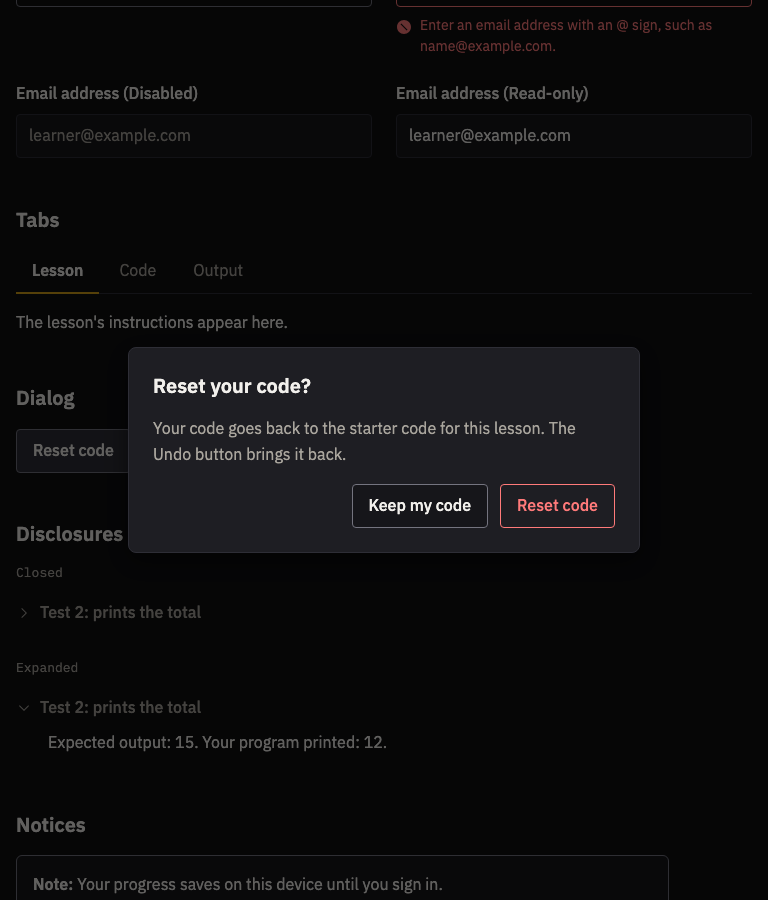 Enter an email address with an @ sign, such as
name@example.com.
Email address (Disabled)
Email address (Read-only)
learner@example.com
learner@example.com
Tabs
Lesson
Code
Output
The lesson's instructions appear here.
Dialog
Reset code
Reset your code?
Your code goes back to the starter code for this lesson. The
Undo button brings it back.
Keep my code
Reset code
Disclosures
Closed
Test 2: prints the total
Expanded
Test 2: prints the total
Expected output: 15. Your program printed: 12.
Notices
Note: Your progress saves on this device until you sign in.